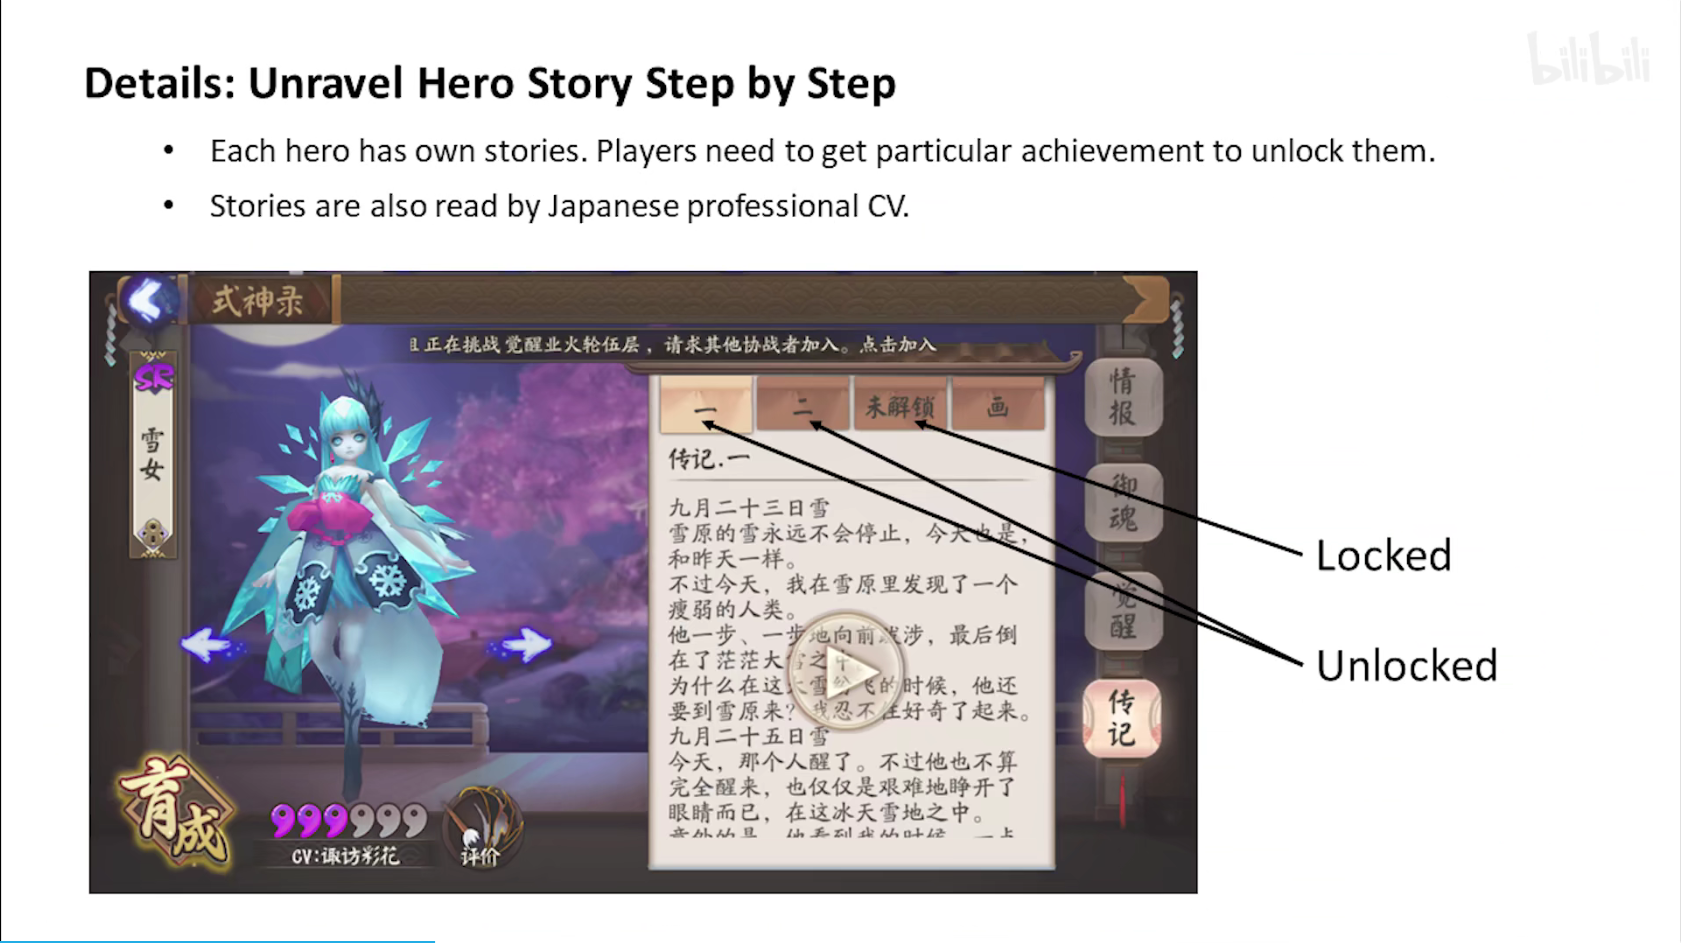 bilibili
Details: Unravel Hero Story Step by Step
• Each hero has own stories. Players need to get particular achievement to unlock them.
• Stories are also read by Japanese professional CV.
式神录
正在挑战觉醒业火轮伍层，请求其他协战者加入。点击加入
SR
雪女
一
二
未解锁
画
情报
御魂
觉醒
传记
传记.一
九月二十三日雪
雪原的雪永远不会停止，今天也是，
和昨天一样。
不过今天，我在雪原里发现了一个
瘦弱的人类。
他一步、一步地向前跋涉，最后倒
在了茫茫大雪之中
为什么在这大雪纷飞的时候，他还
要到雪原来？我忍不住好奇了起来。
九月二十五日雪
今天，那个人醒了。不过他也不算
完全醒来，也仅仅是艰难地睁开了
眼睛而已，在这冰天雪地之中。
育成
CV:诹访彩花
评价
Locked
Unlocked